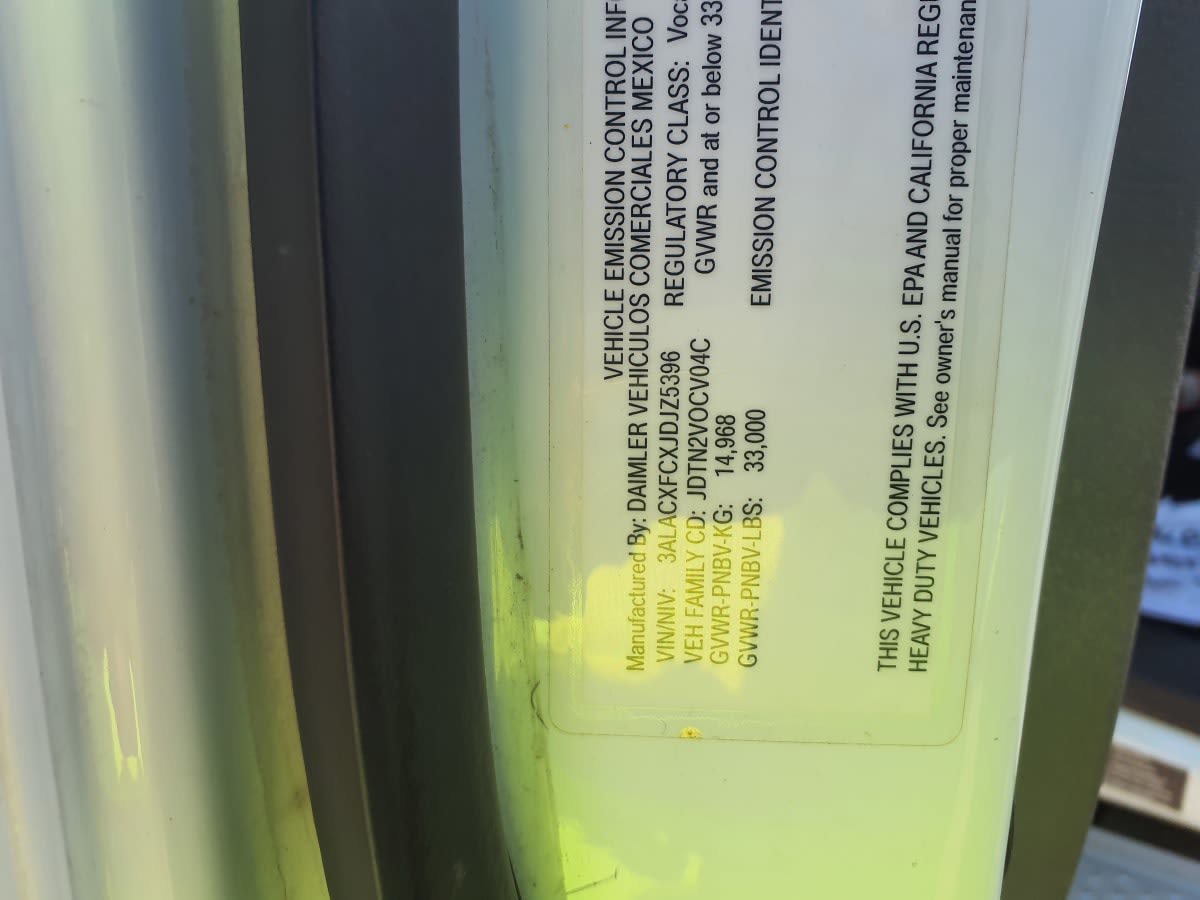 VEHICLE EMISSION CONTROL
Manufactured By: DAIMLER VEHICULOS COMERCIALES MEXICO
VIN/NIV: 3ALACXFCXJDJZ5396 REGULATORY CLASS:
VEH FAMILY CD: JDTN2VOCV04C GVWR and at or below 33
GVWR-PNBV-KG: 14,968
GVWR-PNBV-LBS: 33,000 EMISSION CONTROL
THIS VEHICLE COMPLIES WITH U.S. EPA AND CALIFORNIA
HEAVY DUTY VEHICLES. See owner's manual for proper